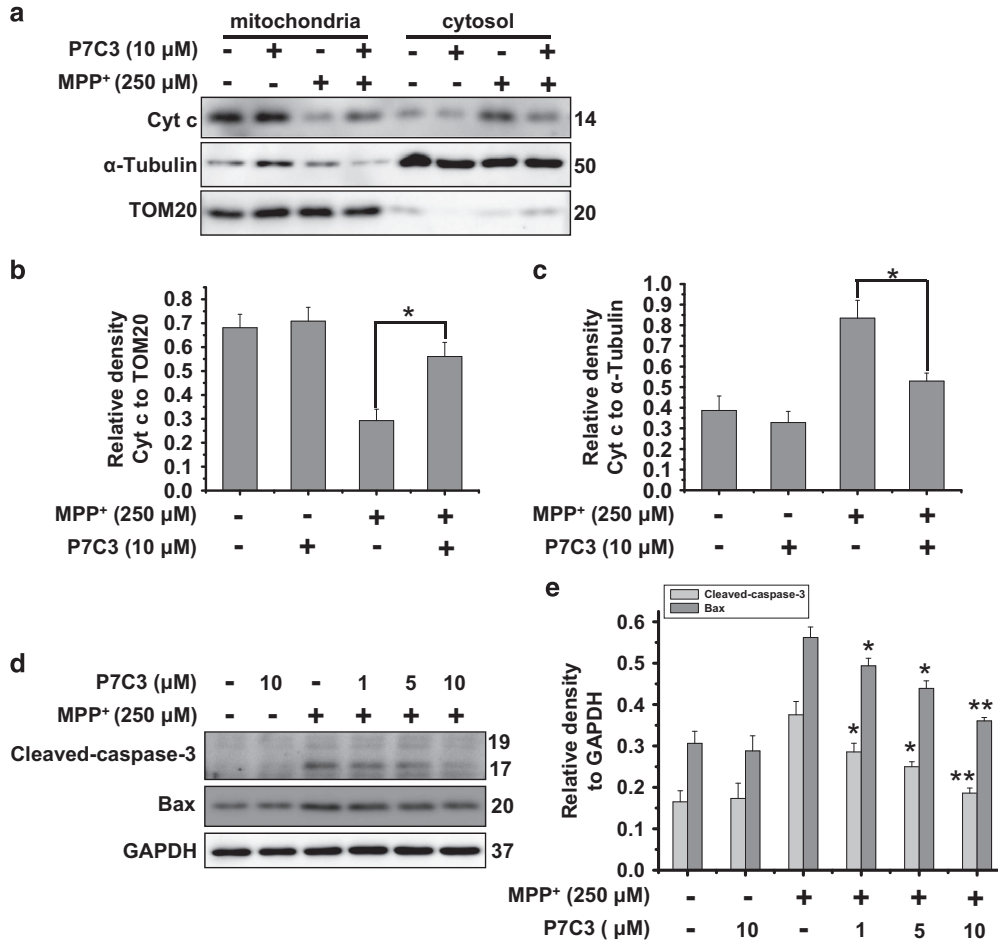 a
mitochondria cytosol
P7C3 (10 µM) - + - + - + - +
MPP+ (250 µM) - - + + - - + +
Cyt c 14
α-Tubulin 50
TOM20 20
b
Relative density
Cyt c to TOM20
0.8
0.7
0.6
0.5
0.4
0.3
0.2
0.1
0.0
*
MPP+ (250 µM) - - + +
P7C3 (10 µM) - + - +
c
Relative density
Cyt c to α-Tubulin
1.0
0.9
0.8
0.7
0.6
0.5
0.4
0.3
0.2
0.1
0.0
*
MPP+ (250 µM) - - + +
P7C3 (10 µM) - + - +
d
P7C3 (µM) - 10 - 1 5 10
MPP+ (250 µM) - - + + + +
Cleaved-caspase-3 19
17
Bax 20
GAPDH 37
e
Cleaved-caspase-3
Bax
Relative density
to GAPDH
0.6
0.5
0.4
0.3
0.2
0.1
0.0
* * **
* * **
MPP+ (250 µM) - - + + + +
P7C3 ( µM) - 10 - 1 5 10